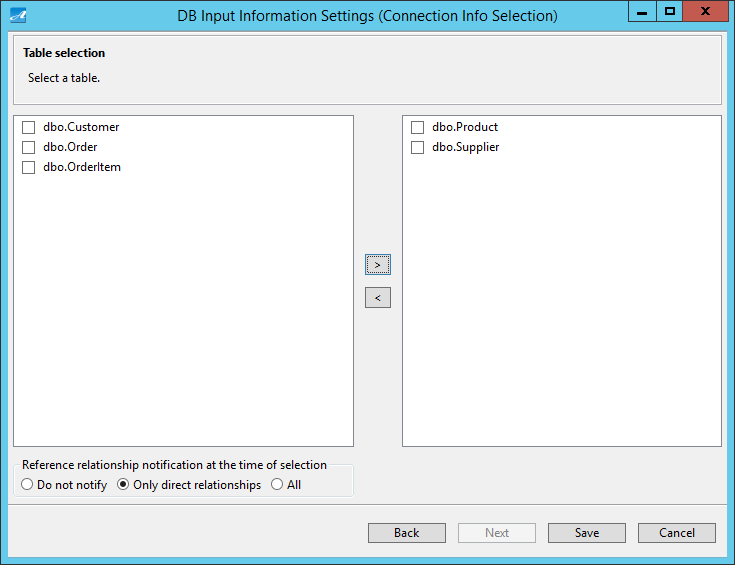 DB Input Information Settings (Connection Info Selection)
Table selection
Select a table.
dbo.Customer
dbo.Order
dbo.OrderItem
dbo.Product
dbo.Supplier
>
<
Reference relationship notification at the time of selection
Do not notify Only direct relationships All
Back Next Save Cancel